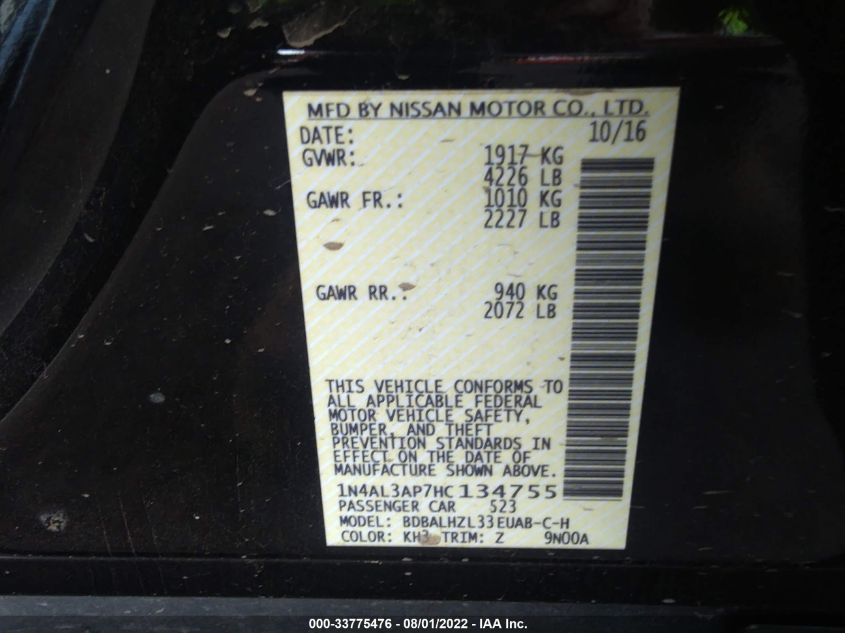 MFD BY NISSAN MOTOR CO., LTD.
DATE: 10/16
GVWR: 1917 KG
4226 LB
GAWR FR.: 1010 KG
2227 LB
GAWR RR.: 940 KG
2072 LB
THIS VEHICLE CONFORMS TO
ALL APPLICABLE FEDERAL
MOTOR VEHICLE SAFETY,
BUMPER, AND THEFT
PREVENTION STANDARDS IN
EFFECT ON THE DATE OF
MANUFACTURE SHOWN ABOVE.
1N4AL3AP7HC134755
PASSENGER CAR 523
MODEL: BDBALHZL33EUAB-C-H
COLOR: KH3 TRIM: Z 9N00A
000-33775476 - 08/01/2022 - IAA Inc.